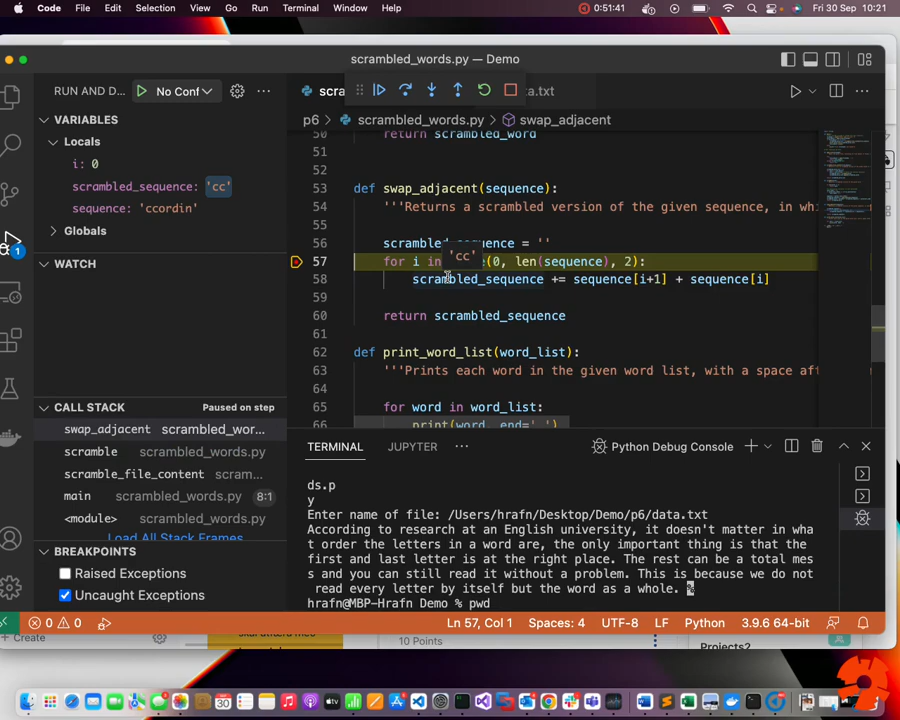 Code File Edit Selection View Go Run Terminal Window Help 0:51:41 Fri 30 Sep 10:21
scrambled_words.py — Demo
RUN AND D... No Conf
scra ta.txt
p6 > scrambled_words.py > swap_adjacent
VARIABLES
Locals
i: 0
scrambled_sequence: 'cc'
sequence: 'ccordin'
Globals
WATCH
50 return scrambled_word
51
52
53 def swap_adjacent(sequence):
54 '''Returns a scrambled version of the given sequence, in whi
55
56 scrambled_sequence = ''
'cc'
57 for i in e(0, len(sequence), 2):
58 scrambled_sequence += sequence[i+1] + sequence[i]
59
60 return scrambled_sequence
61
62 def print_word_list(word_list):
63 '''Prints each word in the given word list, with a space aft
64
65 for word in word_list:
66 print(word, end=' ')
CALL STACK Paused on step
swap_adjacent scrambled_wor...
scramble scrambled_words.py
scramble_file_content scram...
main scrambled_words.py 8:1
<module> scrambled_words.py
Load All Stack Frames
BREAKPOINTS
Raised Exceptions
Uncaught Exceptions
TERMINAL JUPYTER Python Debug Console
ds.p
y
Enter name of file: /Users/hrafn/Desktop/Demo/p6/data.txt
According to research at an English university, it doesn't matter in wha
t order the letters in a word are, the only important thing is that the
first and last letter is at the right place. The rest can be a total mes
s and you can still read it without a problem. This is because we do not
read every letter by itself but the word as a whole.
hrafn@MBP-Hrafn Demo % pwd
1
0 0 Ln 57, Col 1 Spaces: 4 UTF-8 LF Python 3.9.6 64-bit
Create 10 Points Projects?